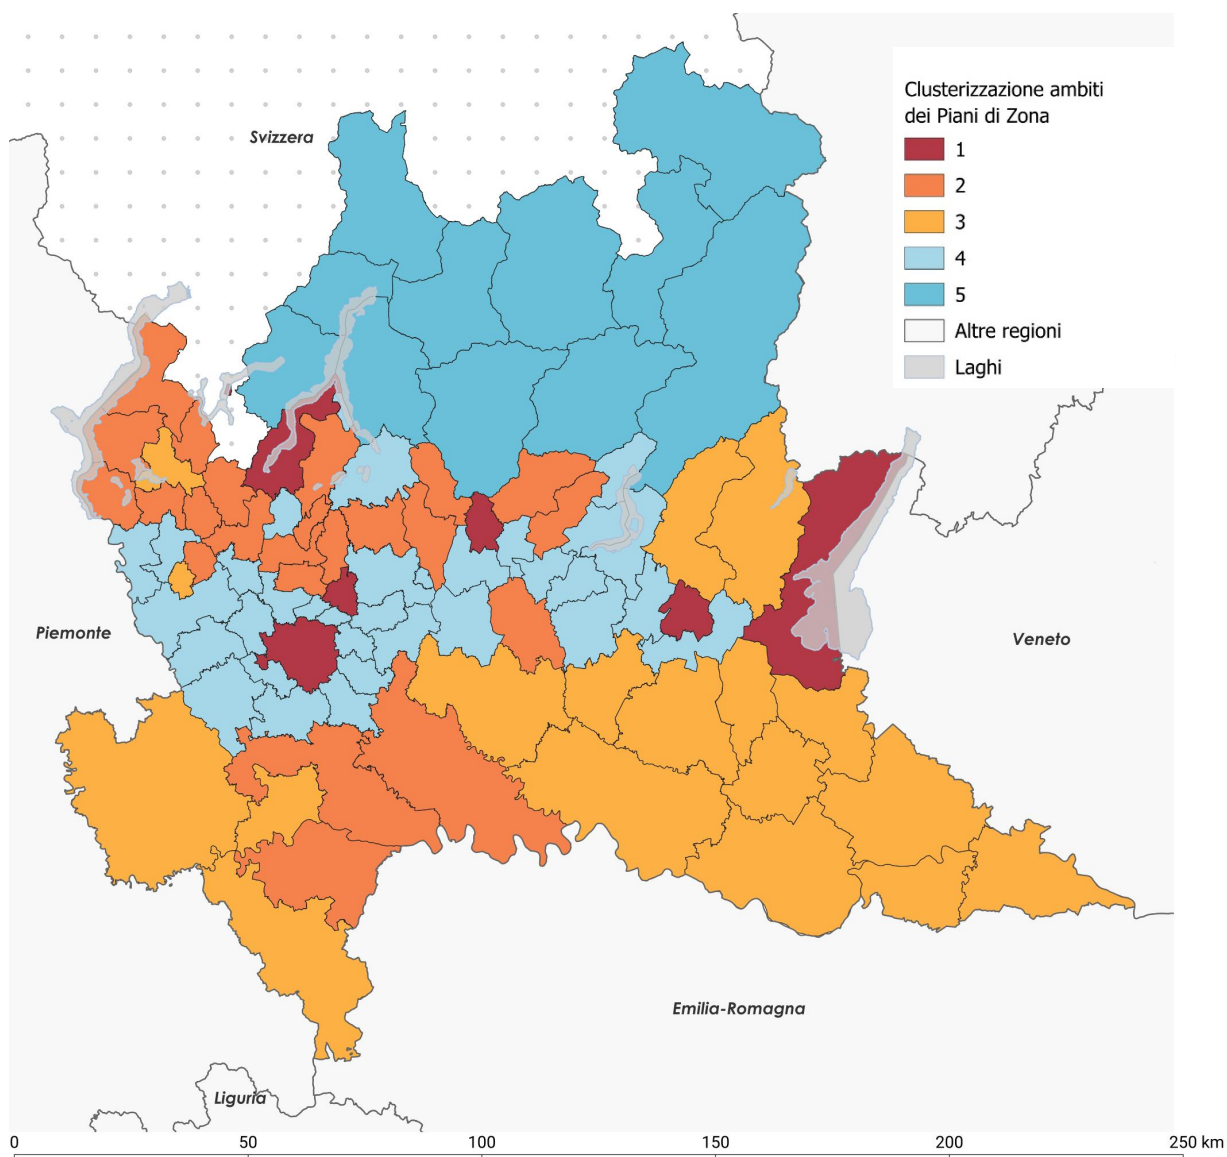 Svizzera
Clusterizzazione ambiti
dei Piani di Zona
1
2
3
4
5
Altre regioni
Laghi
Piemonte
Veneto
Emilia-Romagna
Liguria
0 50 100 150 200 250 km